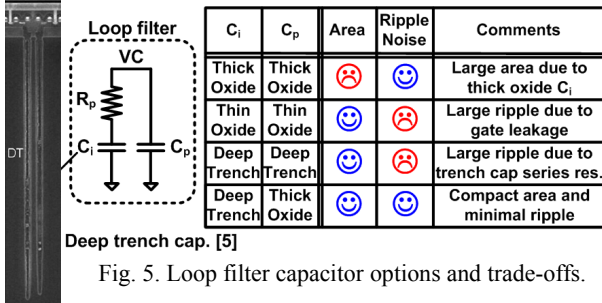 Loop filter
VC
Rp
Ci
Cp
DT
Deep trench cap. [5]
Ci Cp Area Ripple Noise Comments
Thick Oxide Thick Oxide Large area due to thick oxide Ci
Thin Oxide Thin Oxide Large ripple due to gate leakage
Deep Trench Deep Trench Large ripple due to trench cap series res.
Deep Trench Thick Oxide Compact area and minimal ripple
Fig. 5. Loop filter capacitor options and trade-offs.